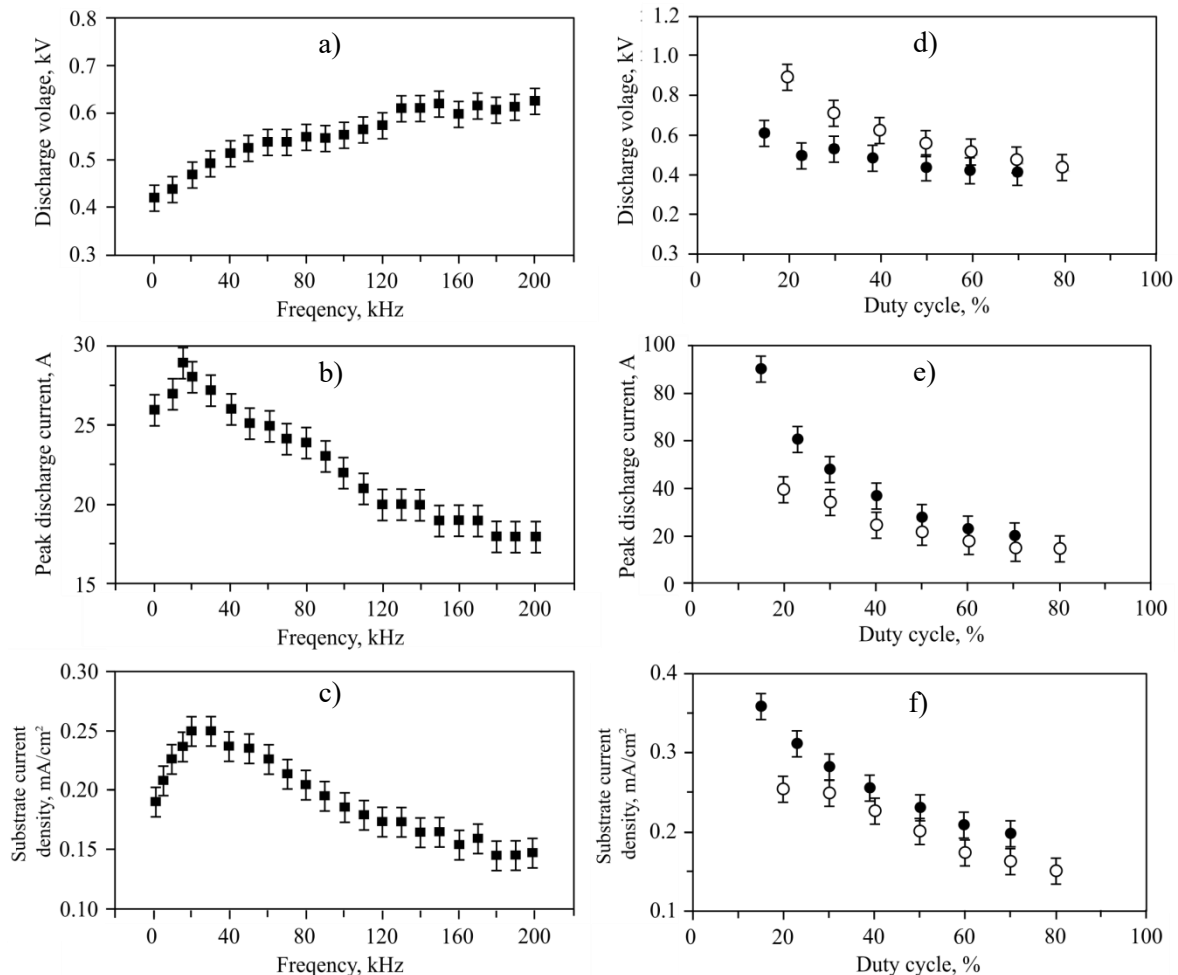 a)
0.8
0.7
0.6
0.5
0.4
0.3
Discharge volage, kV
0 40 80 120 160 200
Freqency, kHz
d)
1.2
1.0
0.8
0.6
0.4
0.2
0.3
Discharge volage, kV
0 20 40 60 80 100
Duty cycle, %
b)
30
25
20
15
Peak discharge current, A
0 40 80 120 160 200
Freqency, kHz
e)
100
80
80
40
20
0
Peak discharge current, A
0 20 40 60 80 100
Duty cycle, %
c)
0.30
0.25
0.20
0.15
0.10
Substrate current
density, mA/cm²
0 40 80 120 160 200
Freqency, kHz
f)
0.4
0.3
0.2
0.1
Substrate current
density, mA/cm²
0 20 40 60 80 100
Duty cycle, %